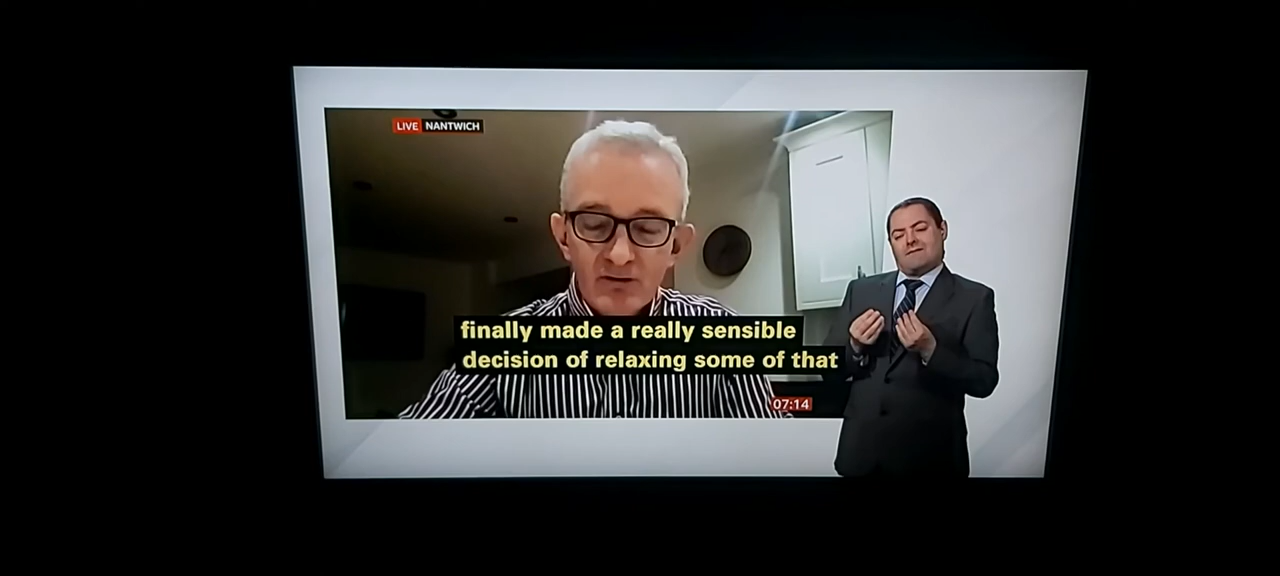 LIVE NANTWICH
finally made a really sensible
decision of relaxing some of that
07:14